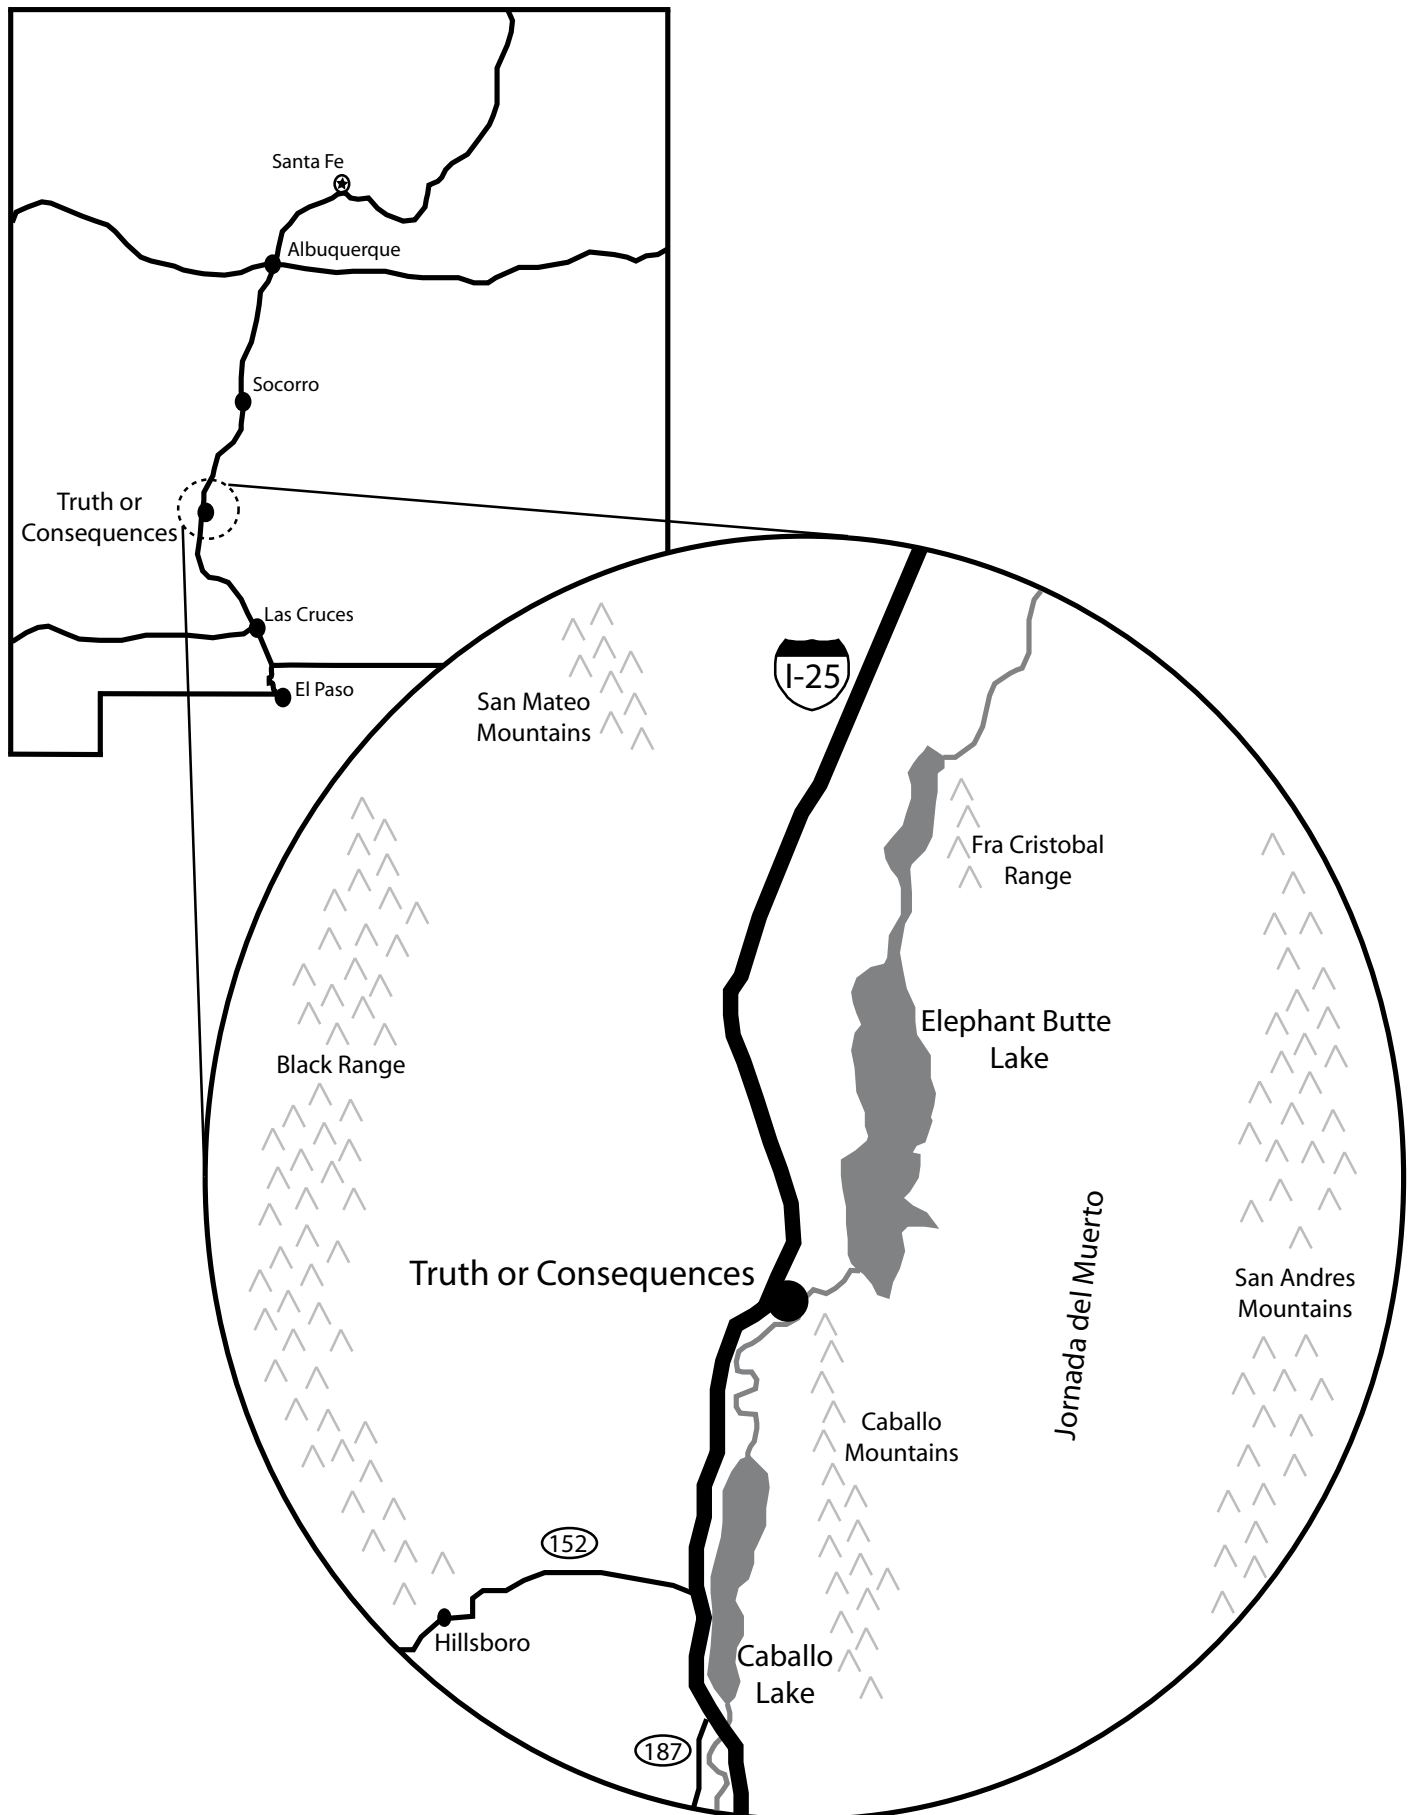 Santa Fe
Albuquerque
Socorro
Truth or
Consequences
Las Cruces
El Paso
San Mateo
Mountains
I-25
Fra Cristobal
Range
Elephant Butte
Lake
Black Range
Jornada del Muerto
Truth or Consequences
San Andres
Mountains
Caballo
Mountains
152
Hillsboro
Caballo
Lake
187